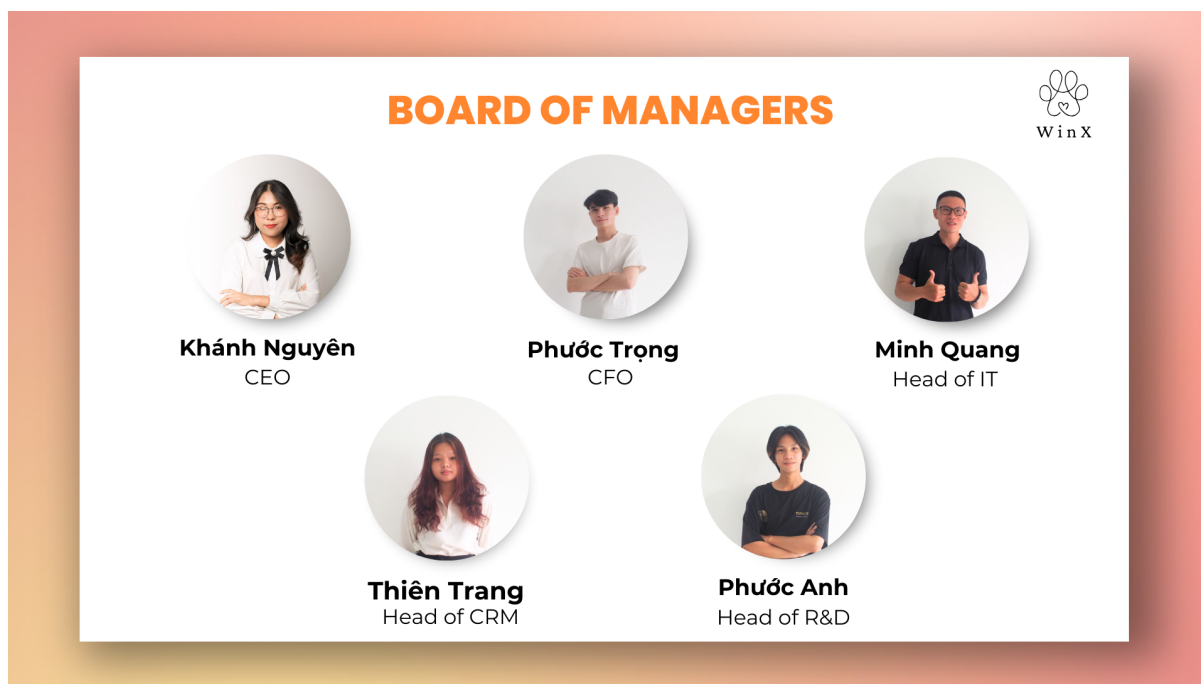 BOARD OF MANAGERS
WinX
Khánh Nguyên
CEO
Phước Trọng
CFO
Minh Quang
Head of IT
Thiên Trang
Head of CRM
Phước Anh
Head of R&D